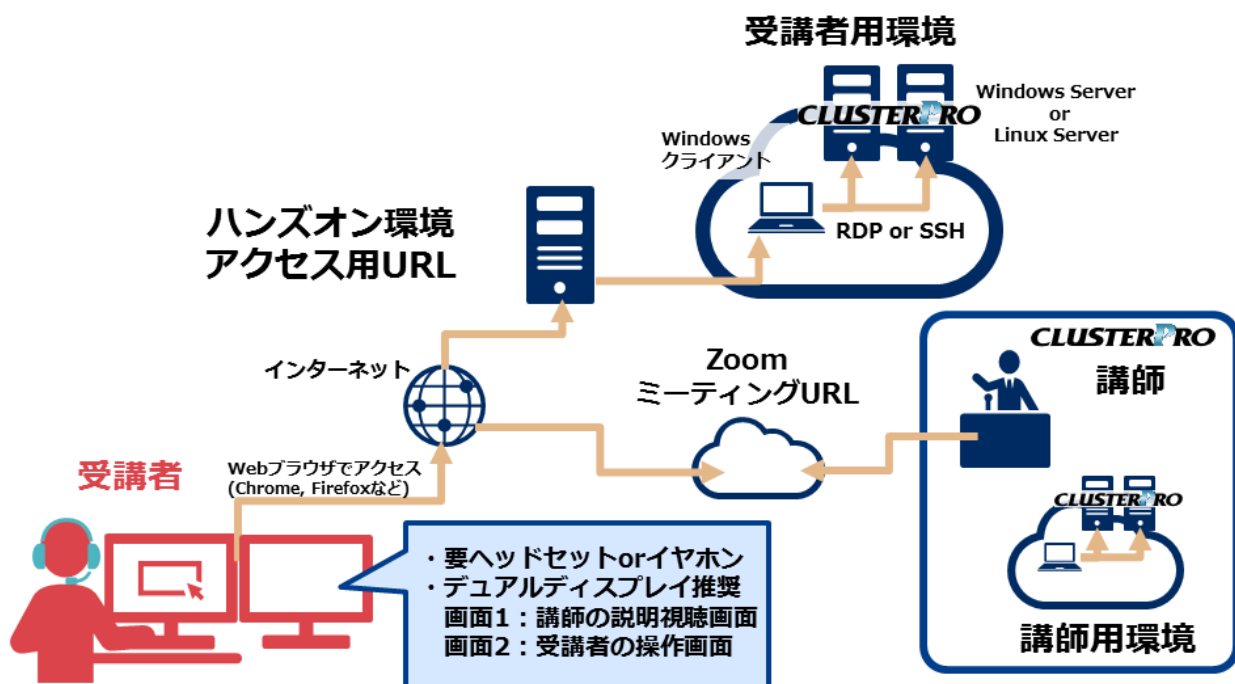 受講者用環境
CLUSTERPRO
Windows Server
or
Linux Server
Windows
クライアント
RDP or SSH
ハンズオン環境
アクセス用URL
インターネット
Zoom
ミーティングURL
CLUSTERPRO
講師
受講者
Webブラウザでアクセス
(Chrome, Firefoxなど)
・要ヘッドセットorイヤホン
・デュアルディスプレイ推奨
画面1：講師の説明視聴画面
画面2：受講者の操作画面
CLUSTERPRO
講師用環境